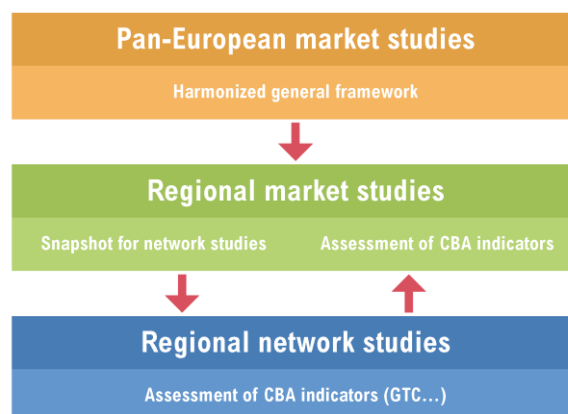 Pan-European market studies
Harmonized general framework
Regional market studies
Snapshot for network studies
Assessment of CBA indicators
Regional network studies
Assessment of CBA indicators (GTC...)